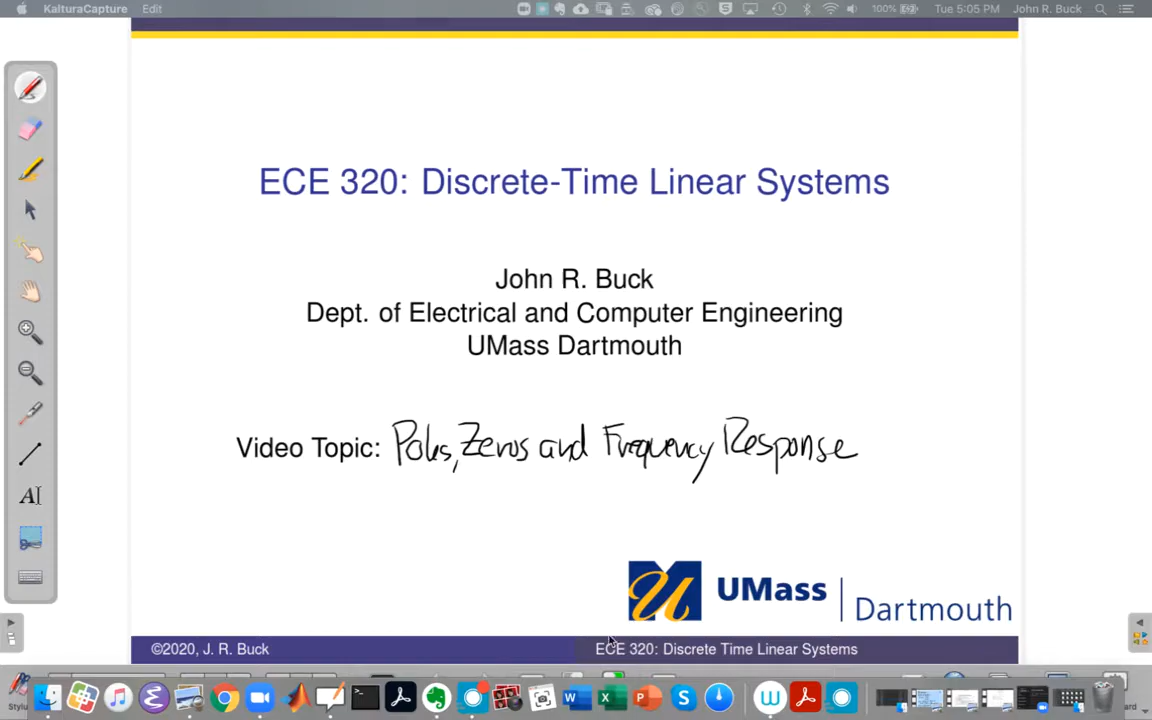 KalturaCapture Edit 100% Tue 5:05 PM John R. Buck
ECE 320: Discrete-Time Linear Systems
John R. Buck
Dept. of Electrical and Computer Engineering
UMass Dartmouth
Video Topic: Poles, Zeros and Frequency Response
UMass Dartmouth
©2020, J. R. Buck ECE 320: Discrete Time Linear Systems